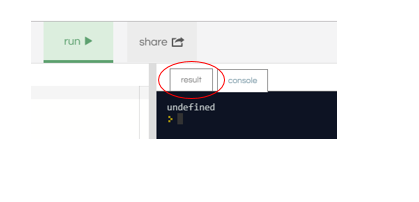 run share
result console
undefined
>